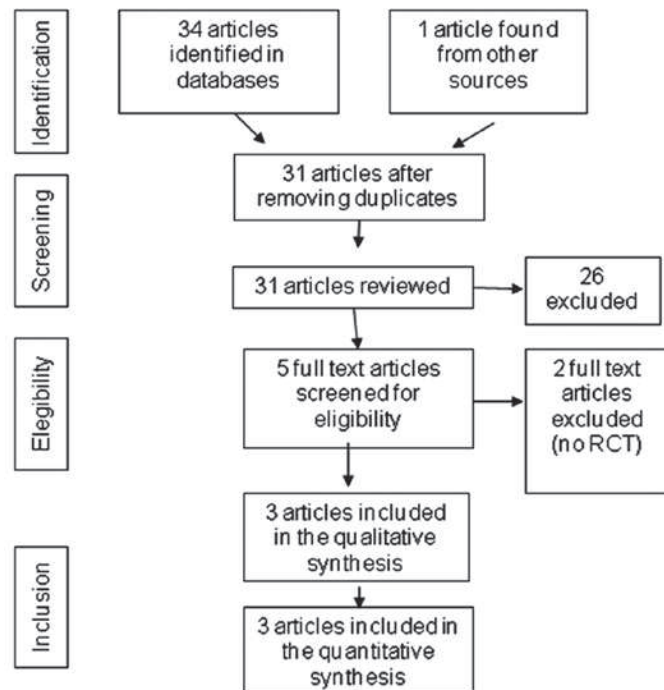 Identification
34 articles
identified in
databases
1 article found
from other
sources
31 articles after
removing duplicates
Screening
31 articles reviewed
26
excluded
Elegibility
5 full text articles
screened for
eligibility
2 full text
articles
excluded
(no RCT)
3 articles included
in the qualitative
synthesis
Inclusion
3 articles included in
the quantitative
synthesis